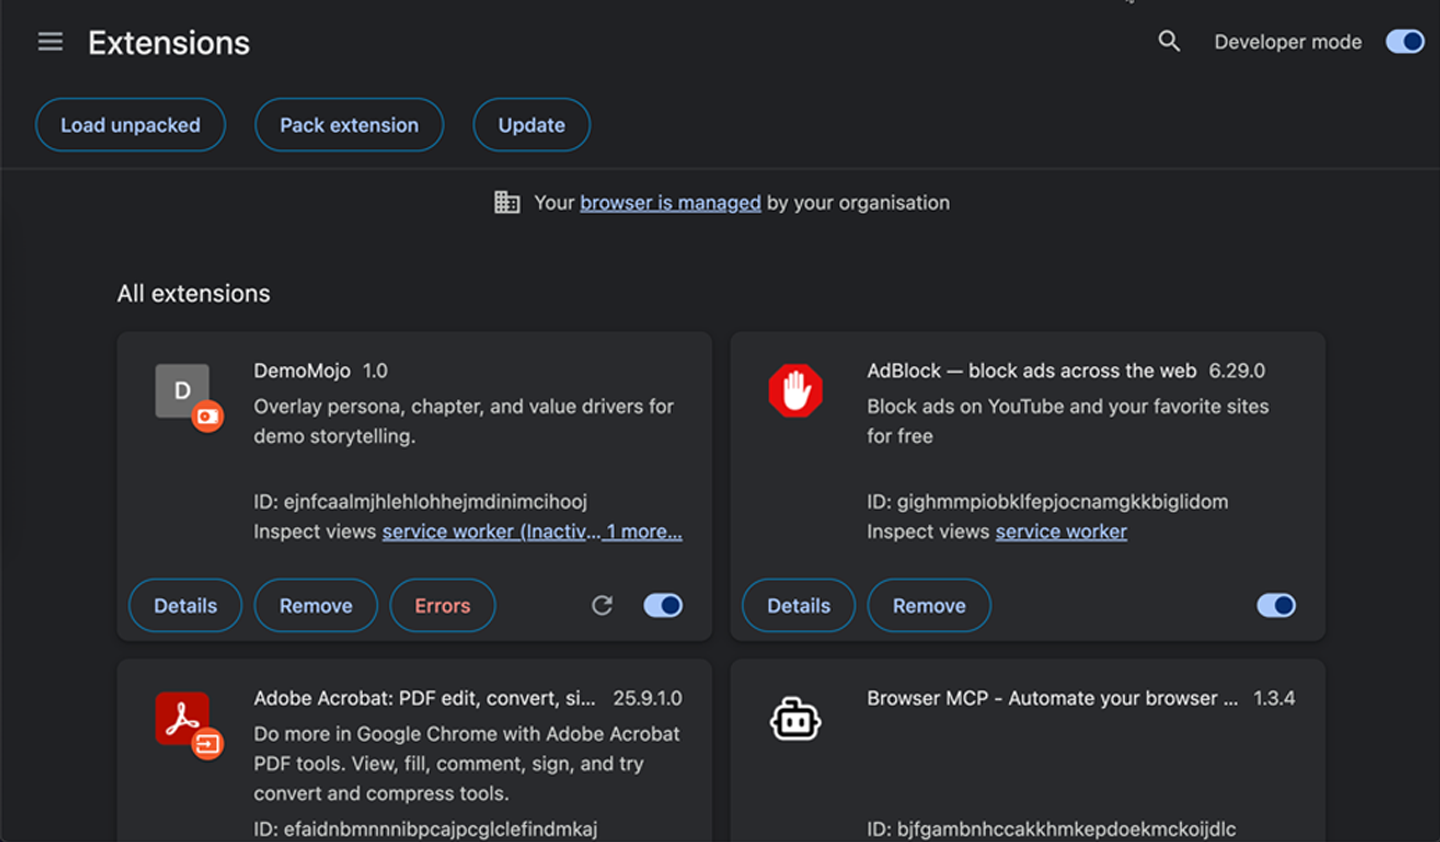 Extensions
Developer mode
Load unpacked
Pack extension
Update
Your browser is managed by your organisation
All extensions
D
DemoMojo 1.0
Overlay persona, chapter, and value drivers for
demo storytelling.
ID: ejnfcaalmjhlehlohhejmdinimcihooj
Inspect views service worker (Inactiv... 1 more...
Details
Remove
Errors
AdBlock — block ads across the web 6.29.0
Block ads on YouTube and your favorite sites
for free
ID: gighmmpiobklfepjocnamgkkbiglidom
Inspect views service worker
Details
Remove
Adobe Acrobat: PDF edit, convert, si... 25.9.1.0
Do more in Google Chrome with Adobe Acrobat
PDF tools. View, fill, comment, sign, and try
convert and compress tools.
ID: efaidnbmnnnibpcajpcglclefindmkaj
Browser MCP - Automate your browser ... 1.3.4
ID: bjfgambnhccakkhmkepdoekmckoijdlc